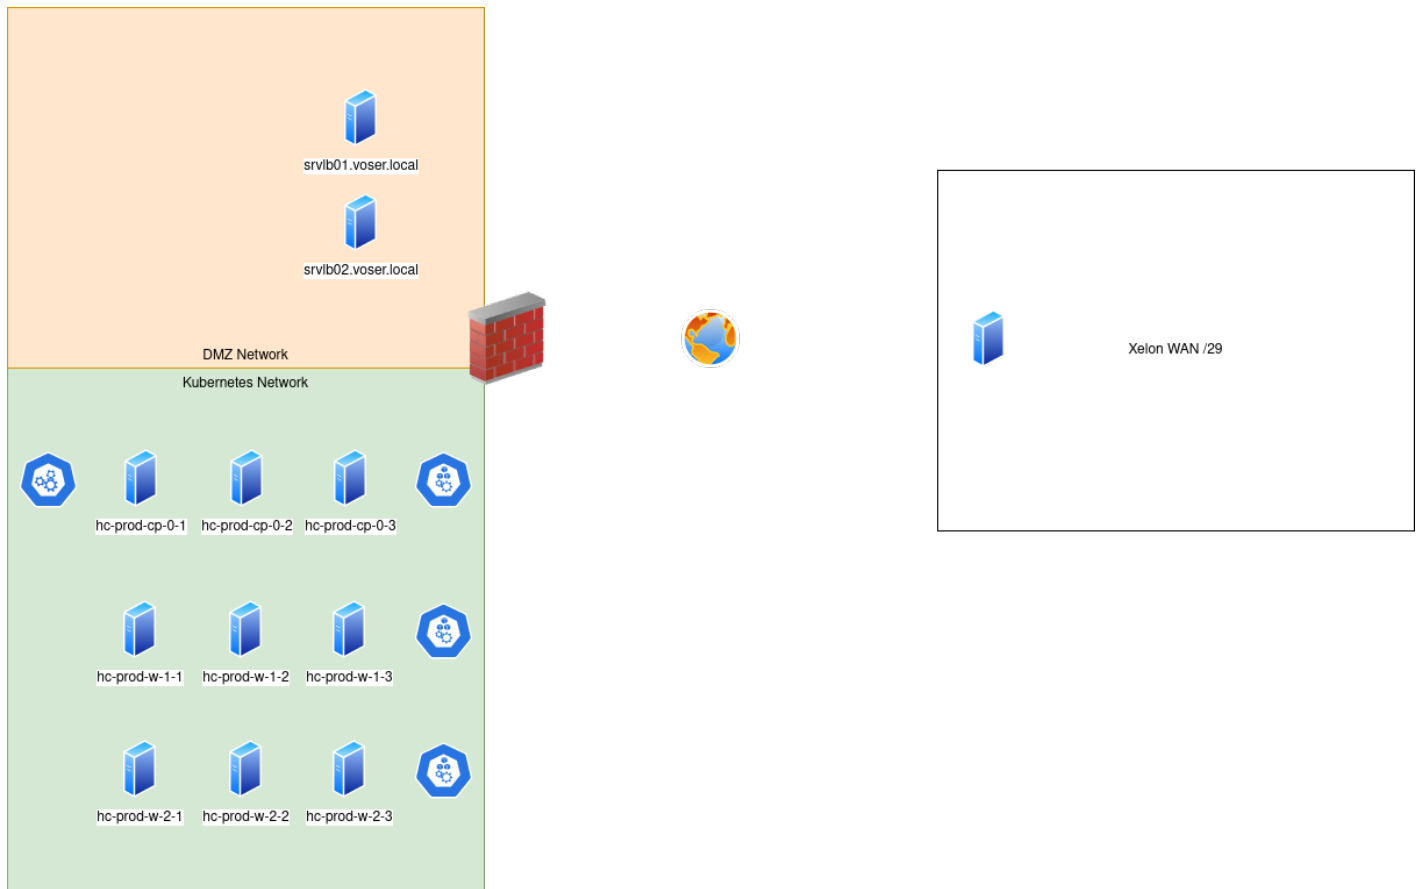 srvlb01.voser.local
srvlb02.voser.local
DMZ Network
Kubernetes Network
Xelon WAN /29
hc-prod-cp-0-1 hc-prod-cp-0-2 hc-prod-cp-0-3
hc-prod-w-1-1 hc-prod-w-1-2 hc-prod-w-1-3
hc-prod-w-2-1 hc-prod-w-2-2 hc-prod-w-2-3